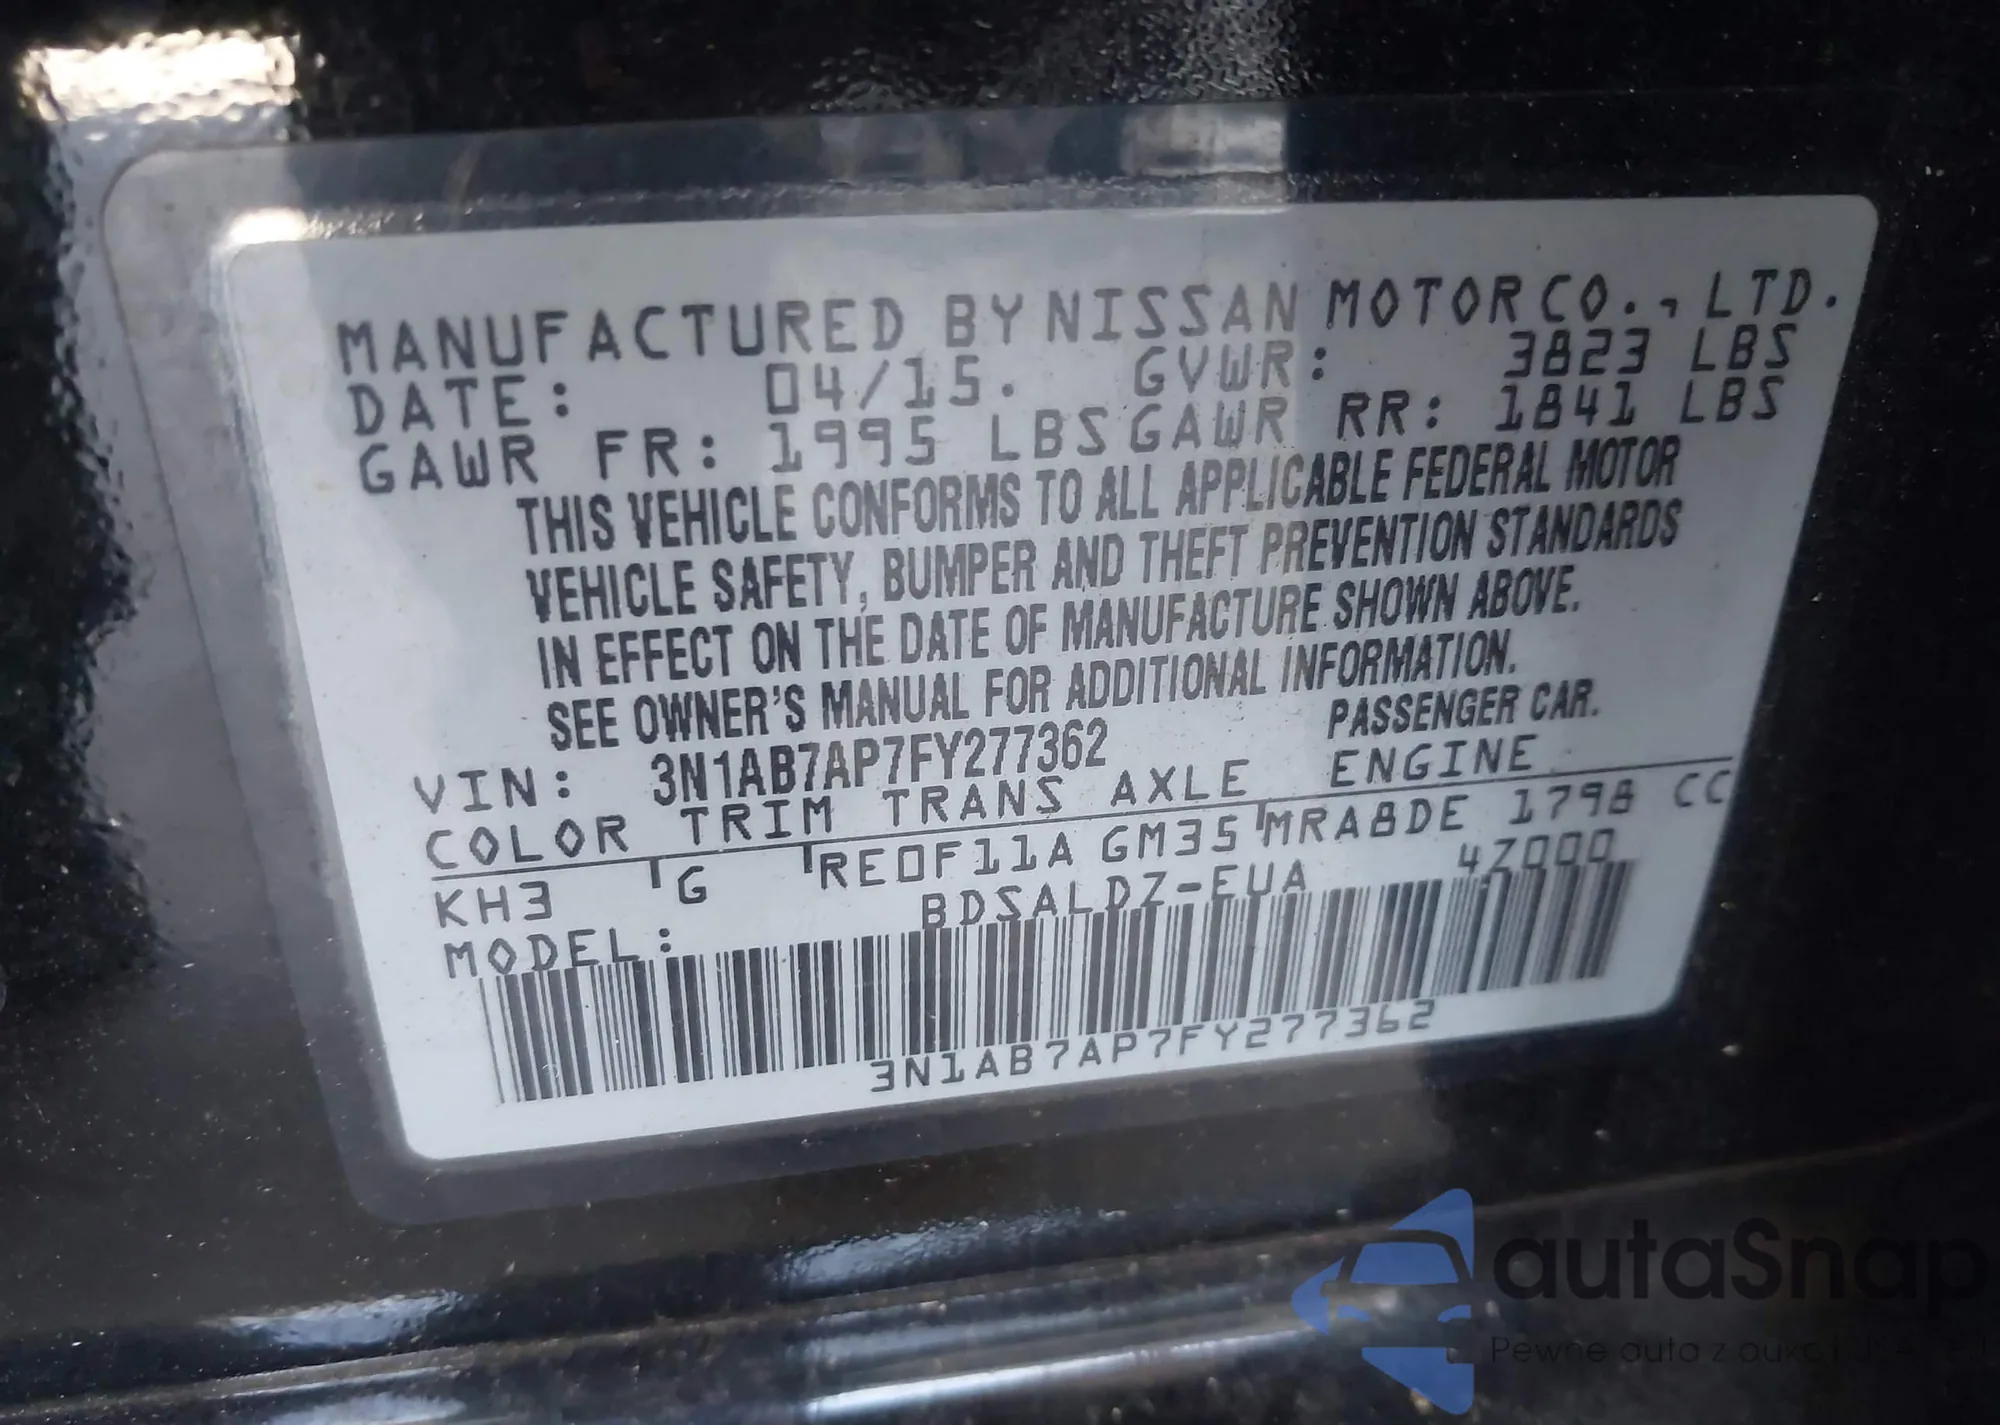 MANUFACTURED BY NISSAN MOTOR CO., LTD.
DATE: 04/15. GVWR: 3823 LBS
GAWR FR: 1995 LBS GAWR RR: 1841 LBS
THIS VEHICLE CONFORMS TO ALL APPLICABLE FEDERAL MOTOR
VEHICLE SAFETY, BUMPER AND THEFT PREVENTION STANDARDS
IN EFFECT ON THE DATE OF MANUFACTURE SHOWN ABOVE.
SEE OWNER'S MANUAL FOR ADDITIONAL INFORMATION.
VIN: 3N1AB7AP7FY277362 PASSENGER CAR.
COLOR TRIM TRANS AXLE ENGINE
KH3 G RE0F11A GM35 MRA8DE 1798 CC
MODEL: BDSALDZ-EUA 4Z000
3N1AB7AP7FY277362
autaSnap
Pewne auta z